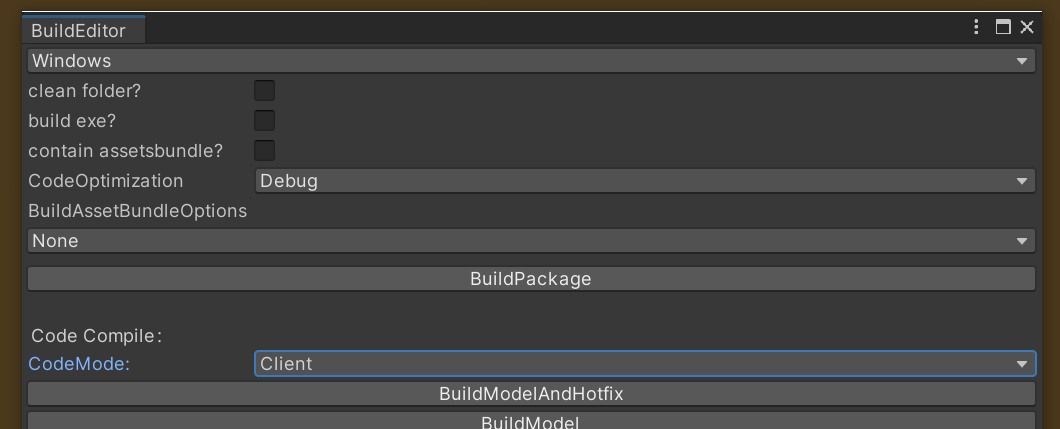 BuildEditor
Windows
clean folder?
build exe?
contain assetsbundle?
CodeOptimization Debug
BuildAssetBundleOptions
None
BuildPackage
Code Compile:
CodeMode: Client
BuildModelAndHotfix
BuildModel